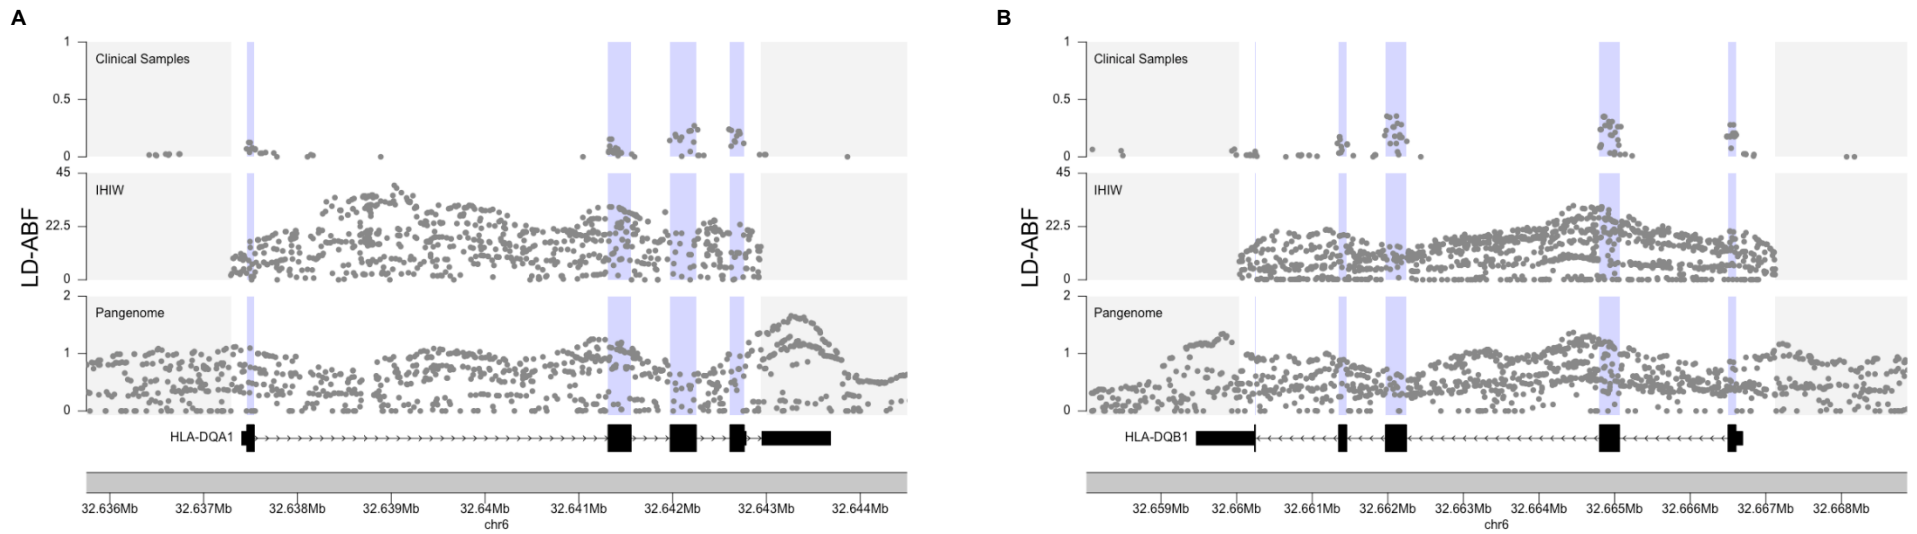 A
1
Clinical Samples
0.5
0
45
IHIW
22.5
0
LD-ABF
2
Pangenome
1
0
HLA-DQA1
32.636Mb 32.637Mb 32.638Mb 32.639Mb 32.64Mb 32.641Mb 32.642Mb 32.643Mb 32.644Mb
chr6
B
1
Clinical Samples
0.5
0
45
IHIW
22.5
0
LD-ABF
2
Pangenome
1
0
HLA-DQB1
32.659Mb 32.66Mb 32.661Mb 32.662Mb 32.663Mb 32.664Mb 32.665Mb 32.666Mb 32.667Mb 32.668Mb
chr6